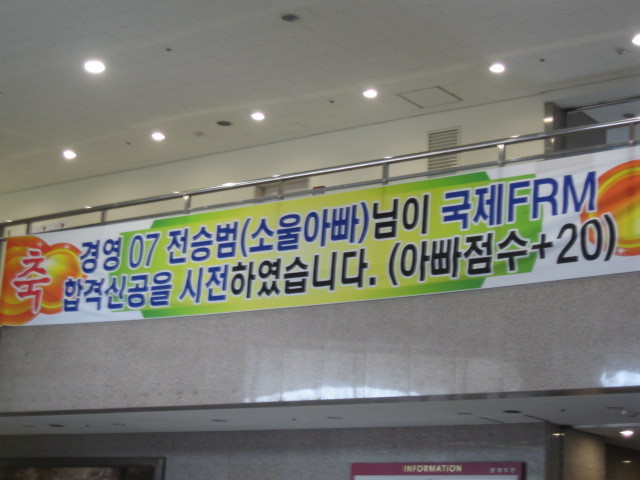 축
경영 07 전승범(소울아빠)님이 국제FRM
합격신공을 시전하였습니다. (아빠점수+20)
INFORMATION